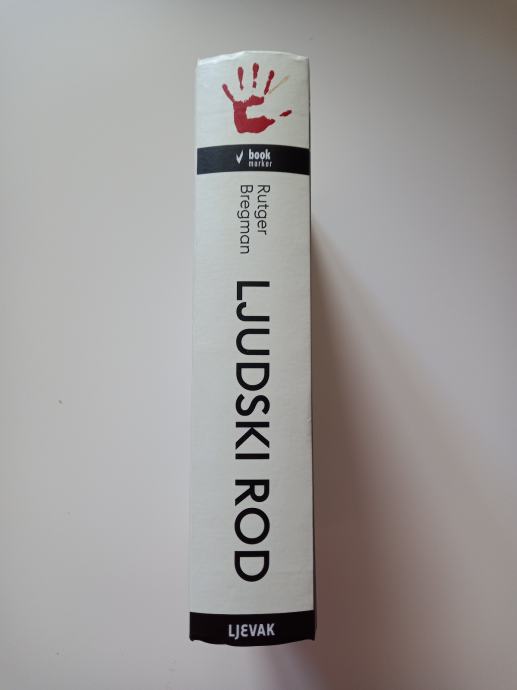 book
marker
Rutger
Bregman
LJUDSKI ROD
LJEVAK